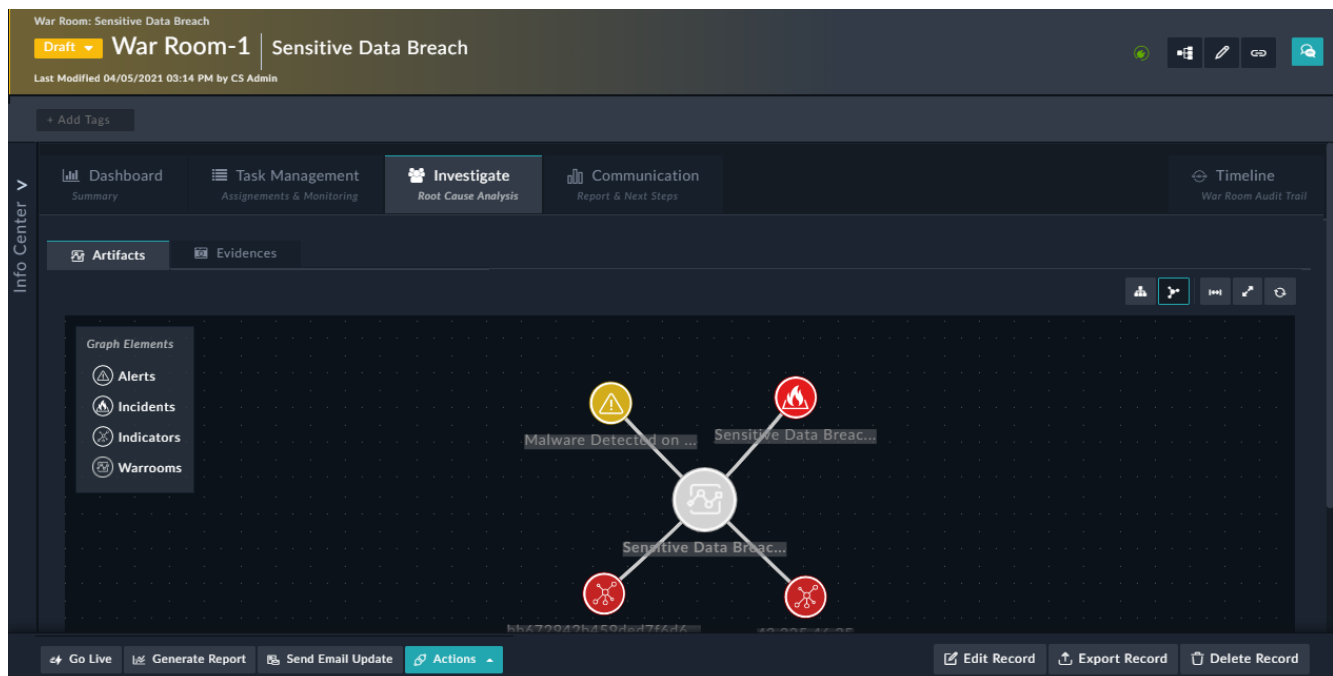 War Room: Sensitive Data Breach
Draft War Room-1 Sensitive Data Breach
Last Modified 04/05/2021 03:14 PM by CS Admin
+ Add Tags
Info Center >
Dashboard
Summary
Task Management
Assignements & Monitoring
Investigate
Root Cause Analysis
Communication
Report & Next Steps
Timeline
War Room Audit Trail
Artifacts Evidences
Graph Elements
Alerts
Incidents
Indicators
Warrooms
Malware Detected on ...
Sensitive Data Breac...
Sensitive Data Breac...
Go Live Generate Report Send Email Update Actions Edit Record Export Record Delete Record